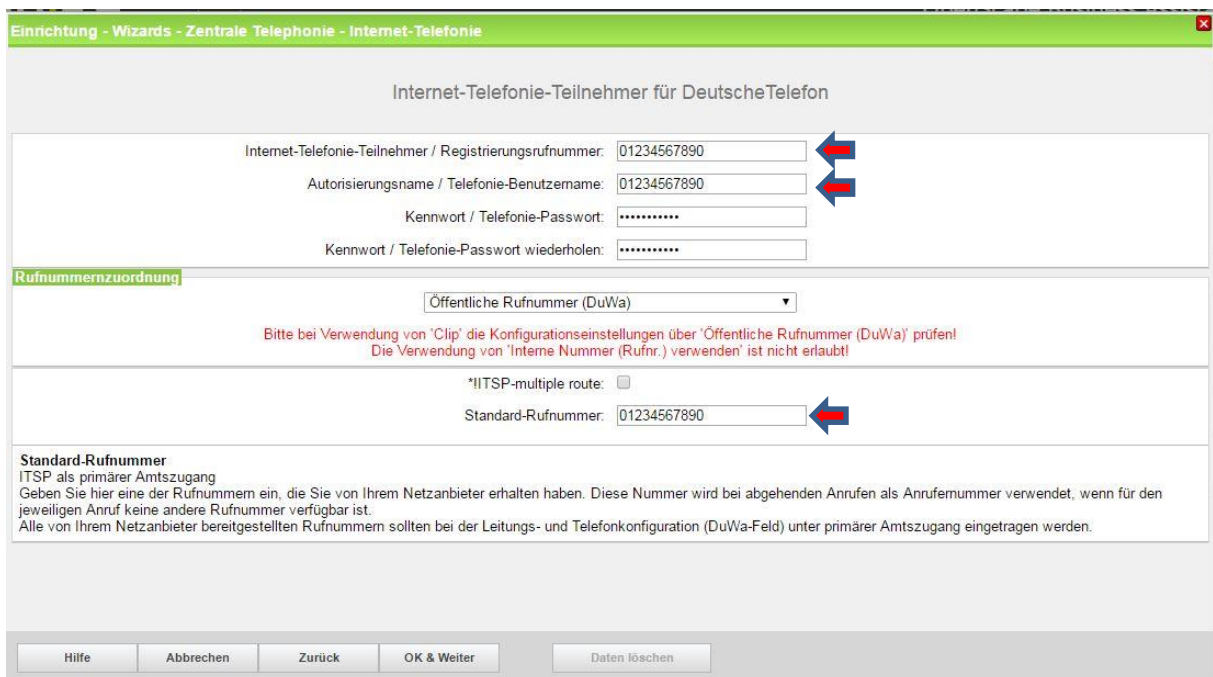 Einrichtung - Wizards - Zentrale Telephonie - Internet-Telefonie
Internet-Telefonie-Teilnehmer für DeutscheTelefon
Internet-Telefonie-Teilnehmer / Registrierungsrufnummer: 01234567890
Autorisierungsname / Telefonie-Benutzername: 01234567890
Kennwort / Telefonie-Passwort: •••••••••••
Kennwort / Telefonie-Passwort wiederholen: •••••••••••
Rufnummernzuordnung
Öffentliche Rufnummer (DuWa)
Bitte bei Verwendung von 'Clip' die Konfigurationseinstellungen über 'Öffentliche Rufnummer (DuWa)' prüfen!
Die Verwendung von 'Interne Nummer (Rufnr.) verwenden' ist nicht erlaubt!
*!ITSP-multiple route:
Standard-Rufnummer: 01234567890
Standard-Rufnummer
ITSP als primärer Amtszugang
Geben Sie hier eine der Rufnummern ein, die Sie von Ihrem Netzanbieter erhalten haben. Diese Nummer wird bei abgehenden Anrufen als Anrufernummer verwendet, wenn für den
jeweiligen Anruf keine andere Rufnummer verfügbar ist.
Alle von Ihrem Netzanbieter bereitgestellten Rufnummern sollten bei der Leitungs- und Telefonkonfiguration (DuWa-Feld) unter primärer Amtszugang eingetragen werden.
Hilfe Abbrechen Zurück OK & Weiter Daten löschen